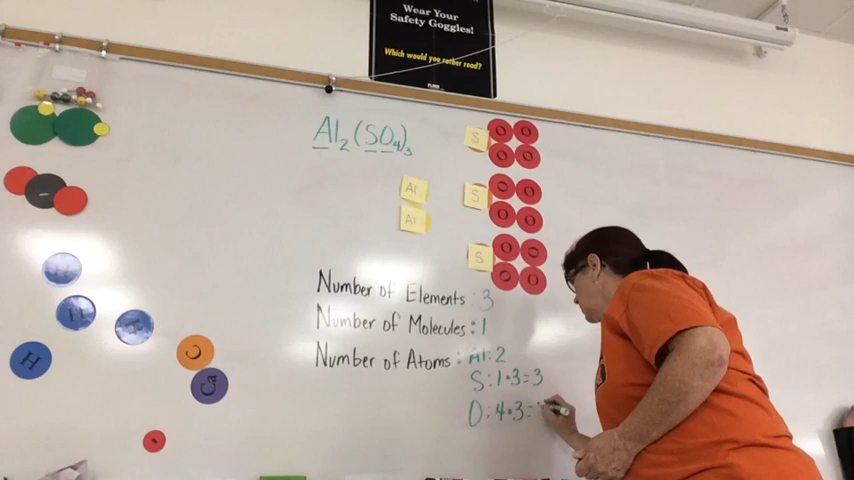 Wear Your
Safety Goggles!
Which would you rather read?
Al₂(SO₄)₃
S O O
O O
Al S O O
Al O O
S O O
O O
Number of Elements : 3
Number of Molecules : 1
Number of Atoms : Al : 2
S : 1 • 3 = 3
O : 4 • 3 =
H
H
H
H
C
Ca